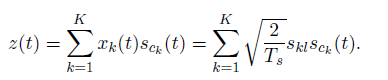 z(t) = \sum_{k=1}^{K} x_k(t) s_{c_k}(t) = \sum_{k=1}^{K} \sqrt{\frac{2}{T_s}} s_{kl} s_{c_k}(t).